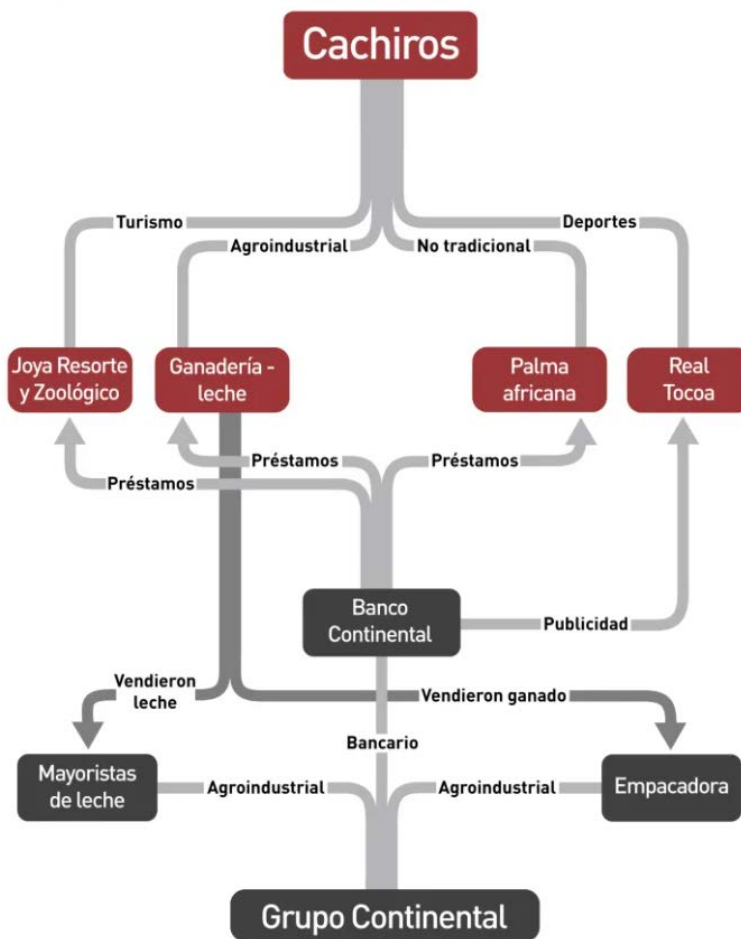 Cachiros
Turismo
Deportes
Agroindustrial
No tradicional
Joya Resorte
y Zoológico
Ganadería -
leche
Palma
africana
Real
Tocoa
Préstamos
Préstamos
Préstamos
Banco
Continental
Publicidad
Vendieron
leche
Vendieron ganado
Bancario
Mayoristas
de leche
Agroindustrial
Agroindustrial
Empacadora
Grupo Continental